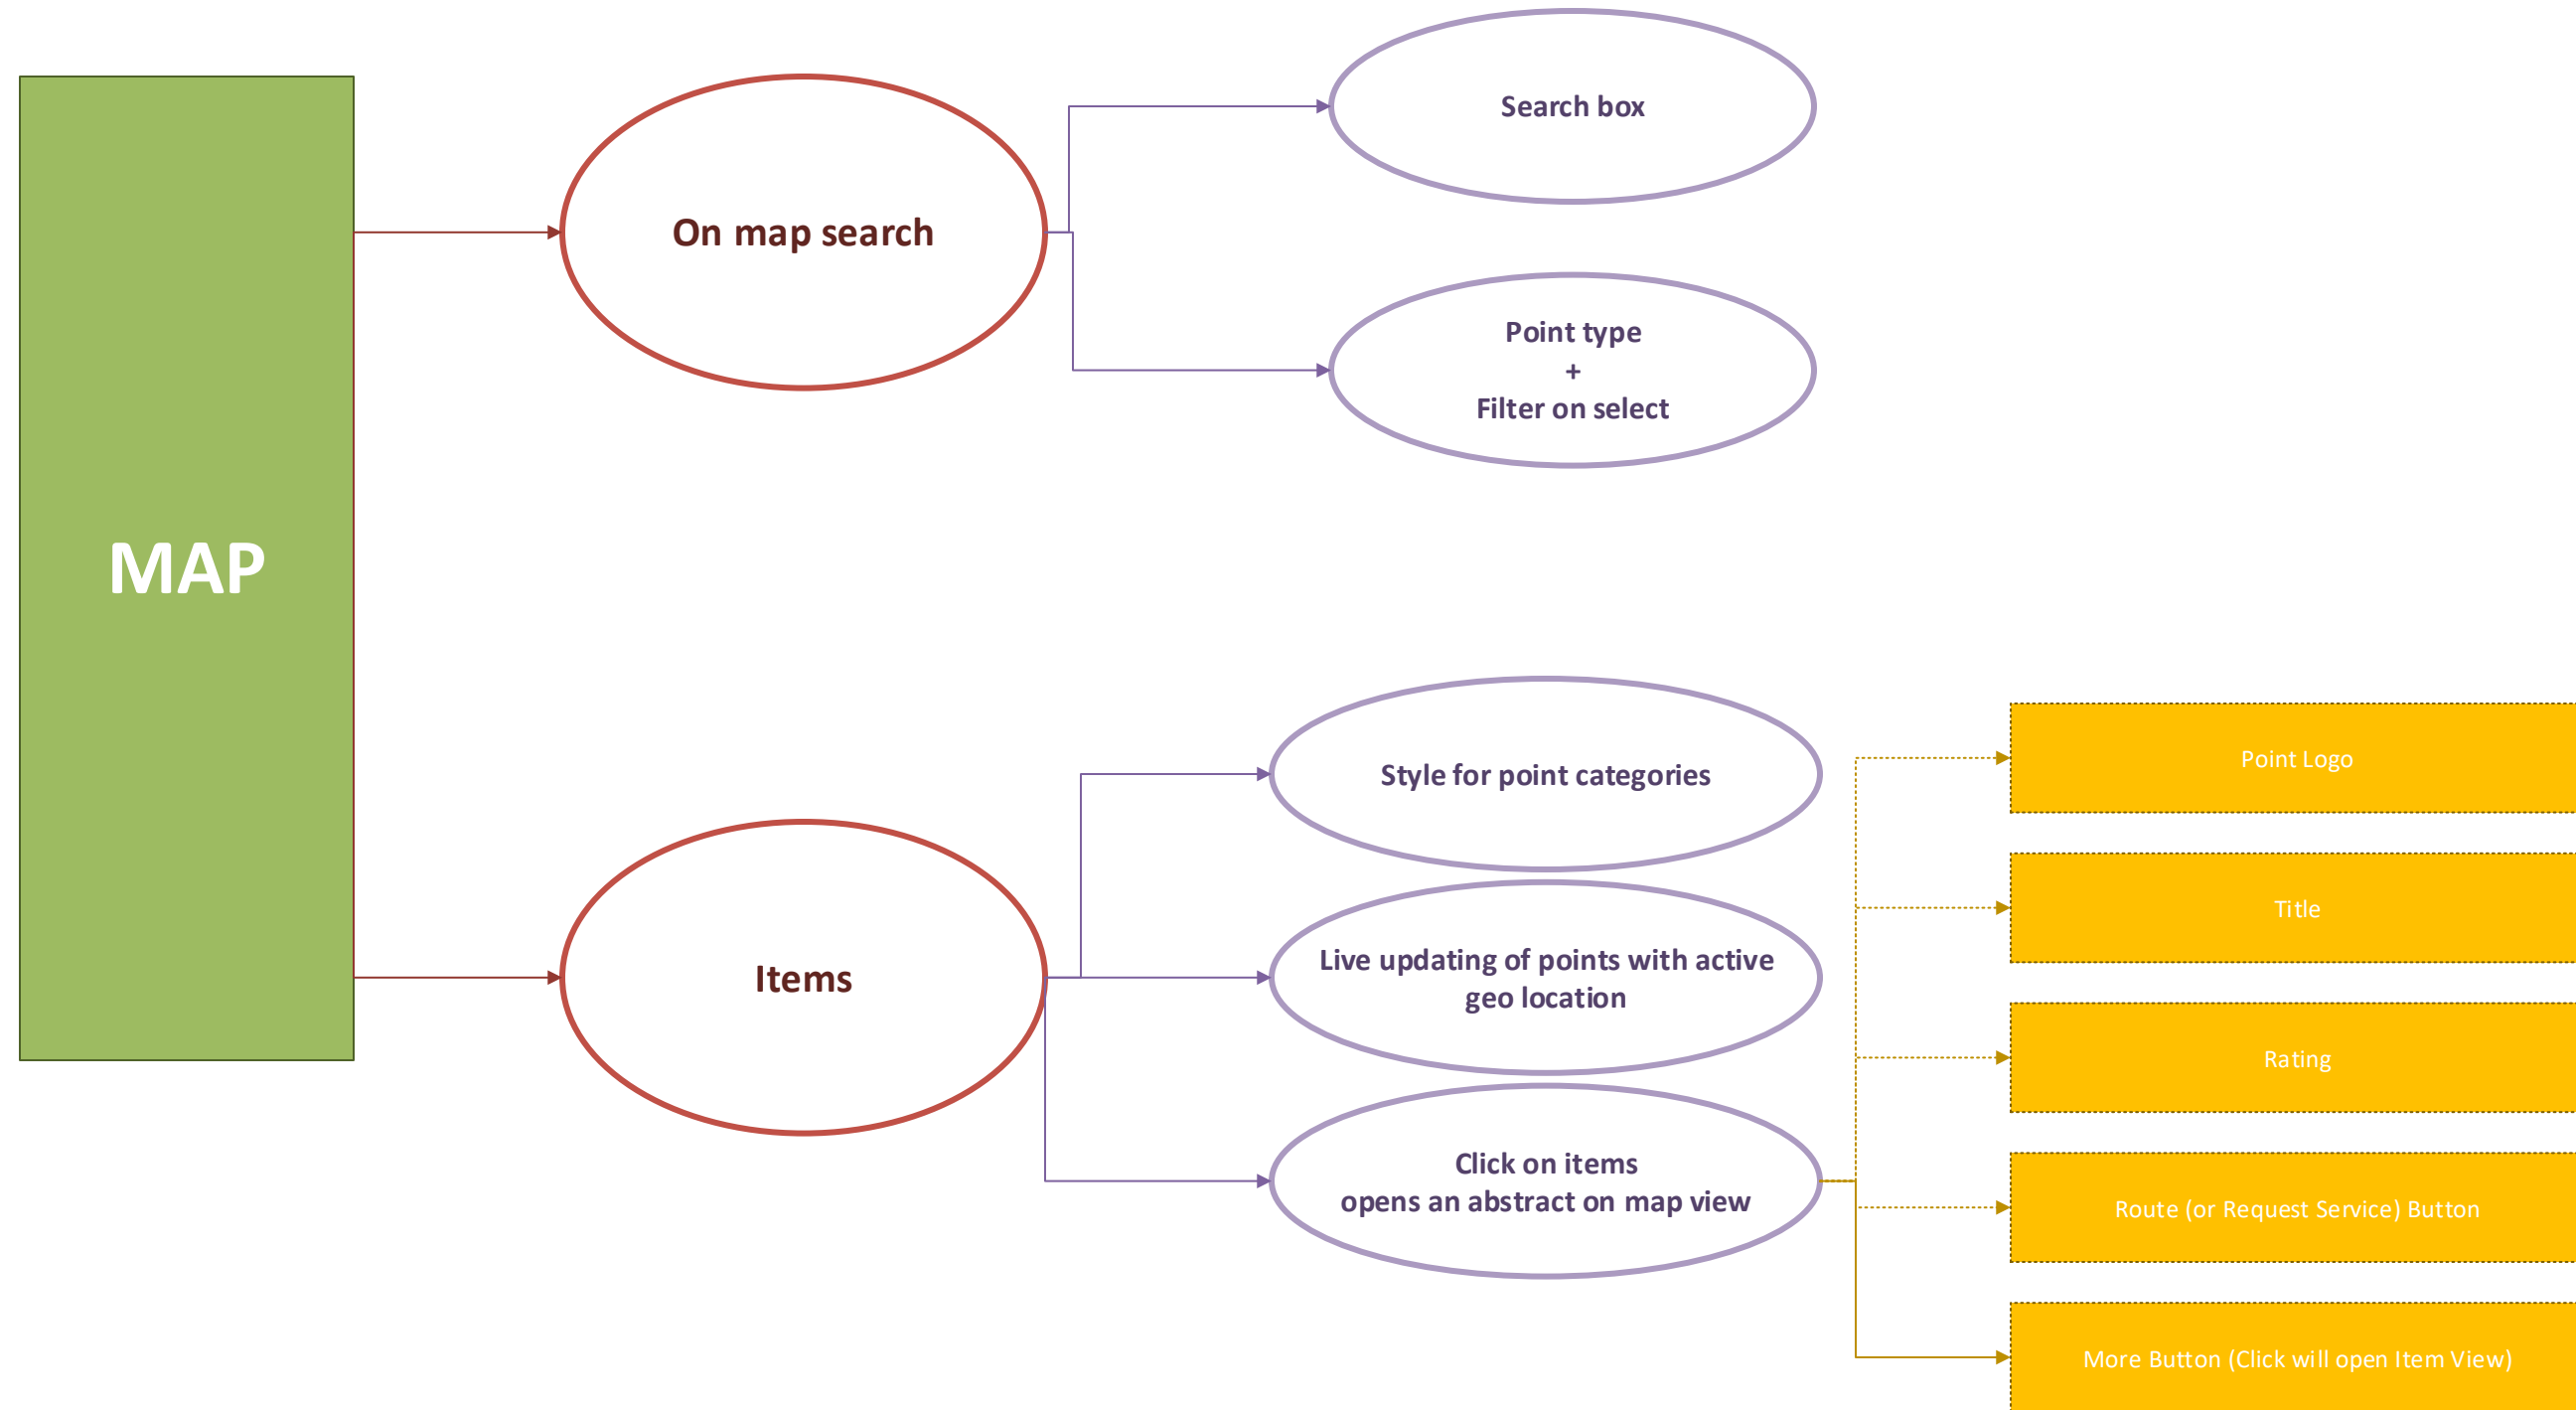 MAP
On map search
Search box
Point type
+
Filter on select
Items
Style for point categories
Live updating of points with active
geo location
Click on items
opens an abstract on map view
Point Logo
Title
Rating
Route (or Request Service) Button
More Button (Click will open Item View)